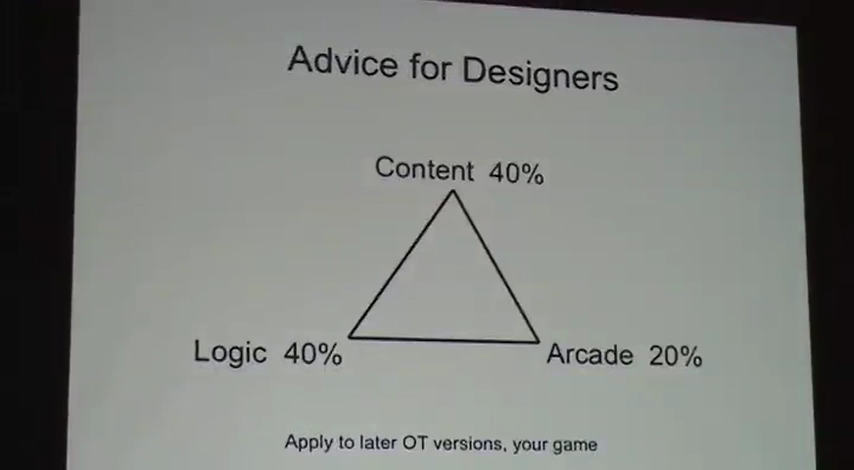 Advice for Designers
Content 40%
Logic 40%
Arcade 20%
Apply to later OT versions, your game